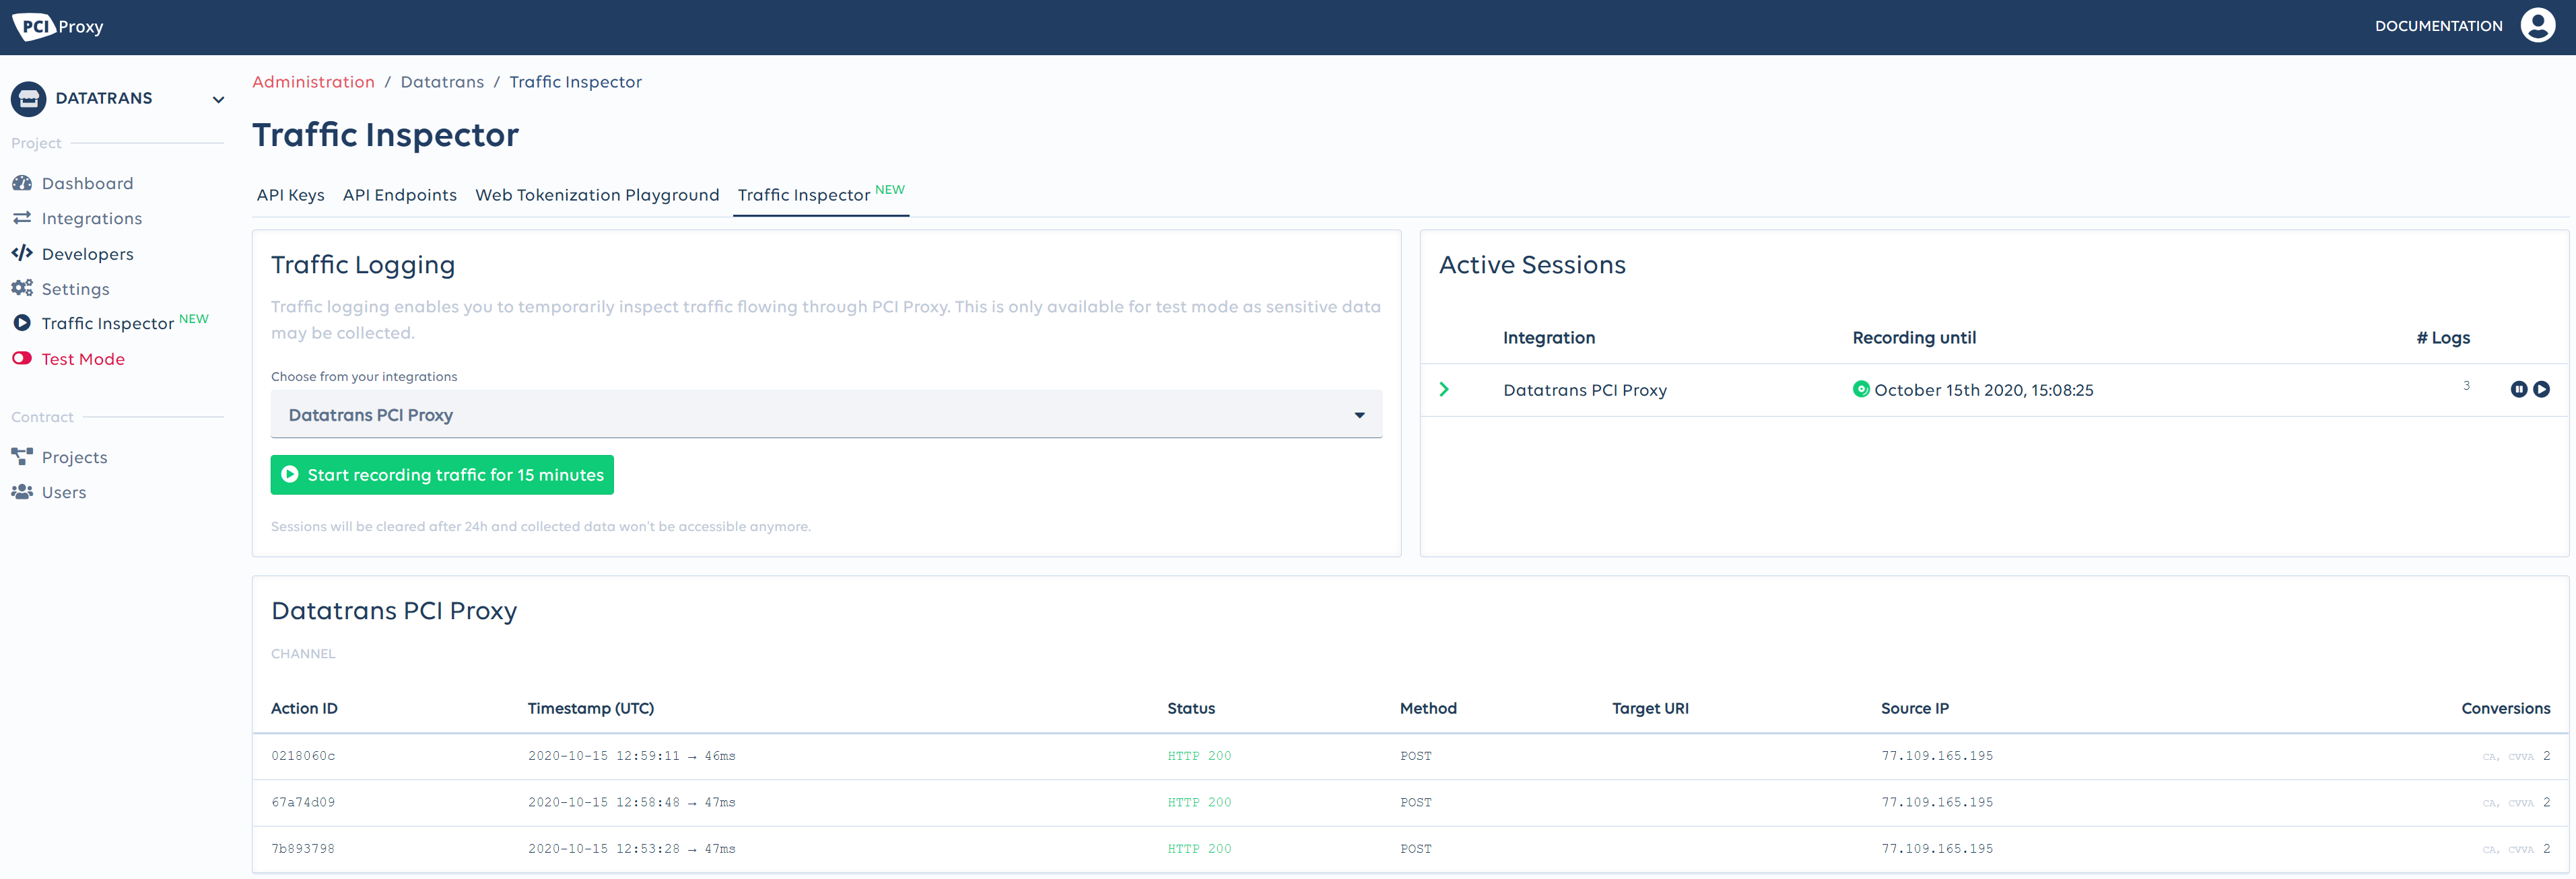 PCI Proxy
DOCUMENTATION
DATATRANS
Project
Dashboard
Integrations
Developers
Settings
Traffic Inspector NEW
Test Mode
Contract
Projects
Users
Administration / Datatrans / Traffic Inspector
Traffic Inspector
API Keys API Endpoints Web Tokenization Playground Traffic Inspector NEW
Traffic Logging
Traffic logging enables you to temporarily inspect traffic flowing through PCI Proxy. This is only available for test mode as sensitive data
may be collected.
Choose from your integrations
Datatrans PCI Proxy
Start recording traffic for 15 minutes
Sessions will be cleared after 24h and collected data won't be accessible anymore.
Active Sessions
Integration Recording until # Logs
Datatrans PCI Proxy October 15th 2020, 15:08:25 3
Datatrans PCI Proxy
CHANNEL
Action ID Timestamp (UTC) Status Method Target URI Source IP Conversions
0218060c 2020-10-15 12:59:11 → 46ms HTTP 200 POST 77.109.165.195 CA, CVVA 2
67a74d09 2020-10-15 12:58:48 → 47ms HTTP 200 POST 77.109.165.195 CA, CVVA 2
7b893798 2020-10-15 12:53:28 → 47ms HTTP 200 POST 77.109.165.195 CA, CVVA 2